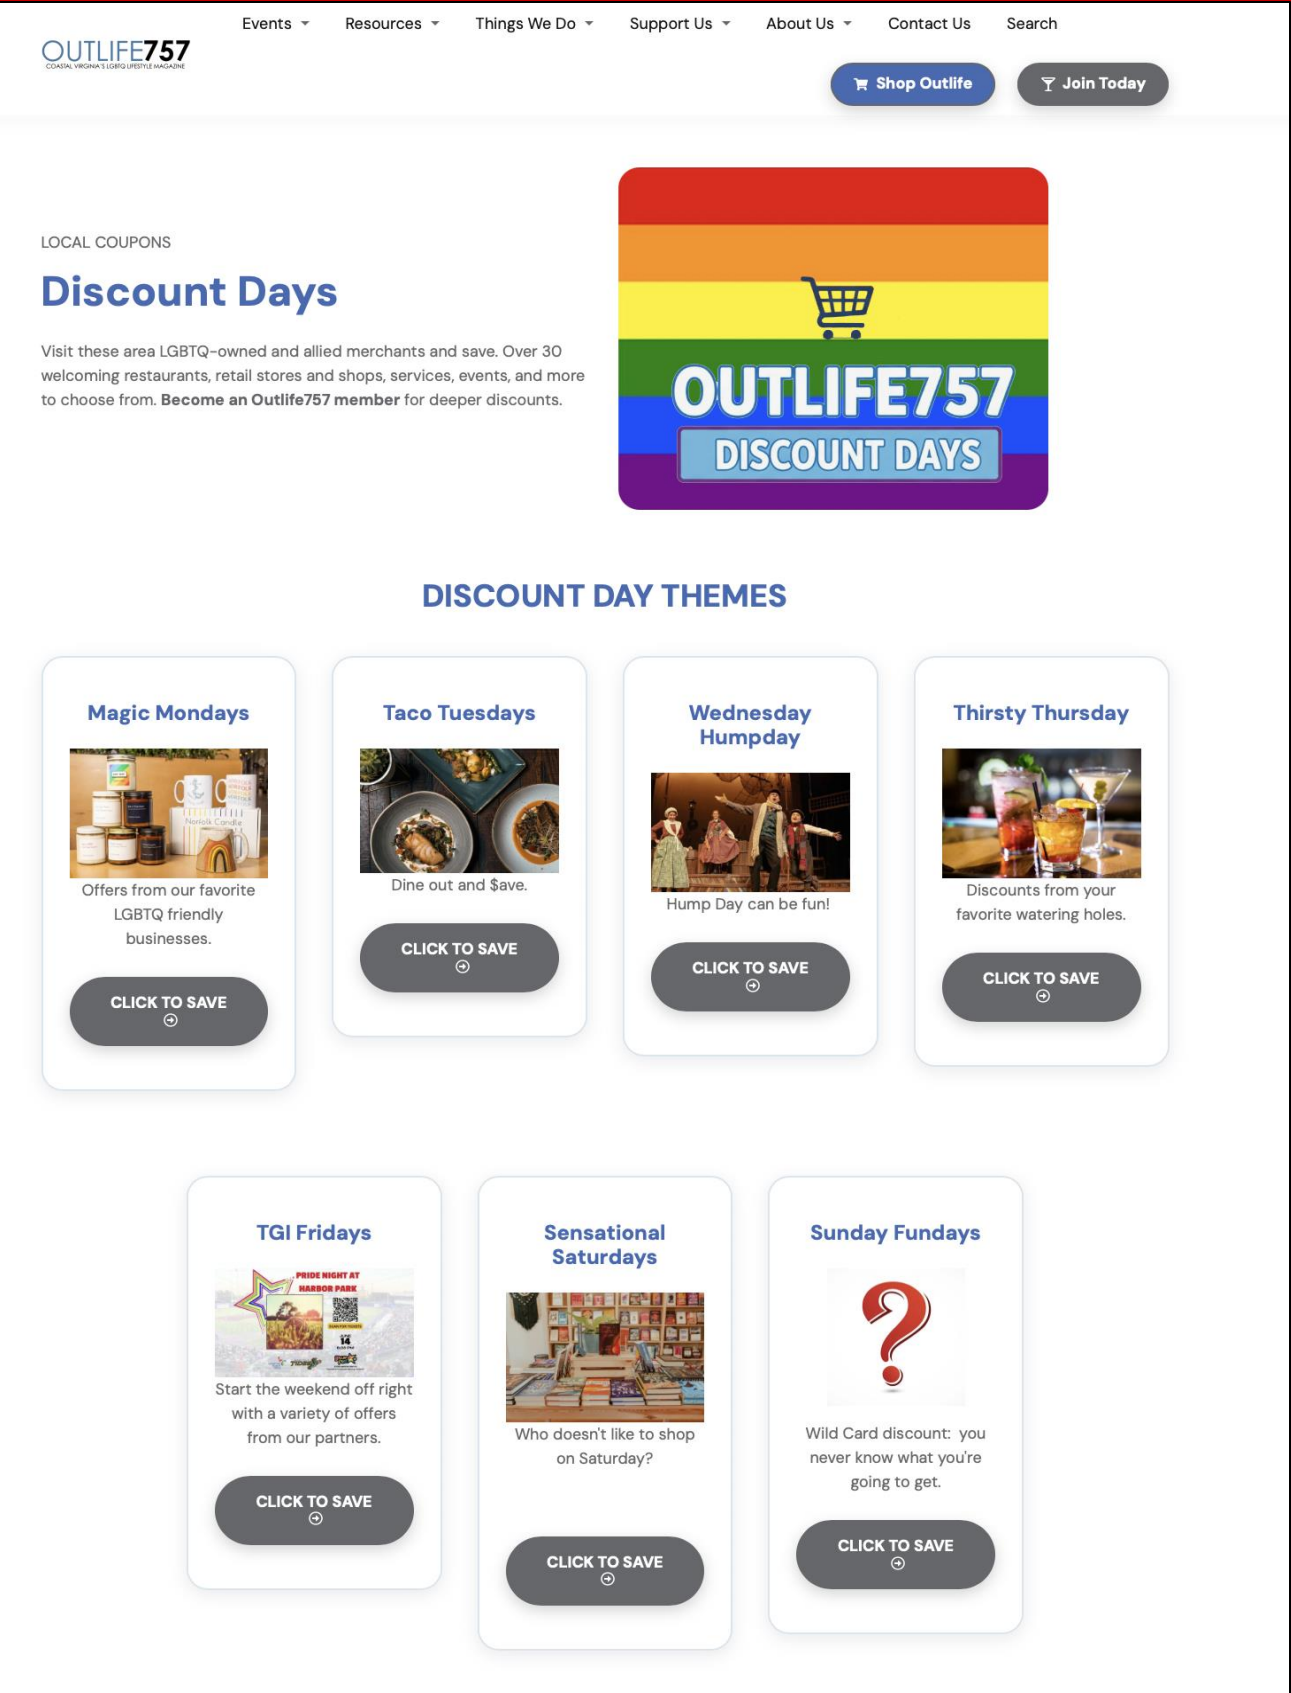 Events
Resources
Things We Do
Support Us
About Us
Contact Us
Search
OUTLIFE757
COASTAL VIRGINIA'S LGBTQ LIFESTYLE MAGAZINE
Shop Outlife
Join Today
LOCAL COUPONS
Discount Days
Visit these area LGBTQ-owned and allied merchants and save. Over 30
welcoming restaurants, retail stores and shops, services, events, and more
to choose from. Become an Outlife757 member for deeper discounts.
OUTLIFE757
DISCOUNT DAYS
DISCOUNT DAY THEMES
Magic Mondays
Norfolk Candle
Offers from our favorite
LGBTQ friendly
businesses.
CLICK TO SAVE
Taco Tuesdays
Dine out and $ave.
CLICK TO SAVE
Wednesday
Humpday
Hump Day can be fun!
CLICK TO SAVE
Thirsty Thursday
Discounts from your
favorite watering holes.
CLICK TO SAVE
TGI Fridays
PRIDE NIGHT AT
HARBOR PARK
JUNE
14
TIDES
Start the weekend off right
with a variety of offers
from our partners.
CLICK TO SAVE
Sensational
Saturdays
Who doesn't like to shop
on Saturday?
CLICK TO SAVE
Sunday Fundays
?
Wild Card discount:  you
never know what you're
going to get.
CLICK TO SAVE